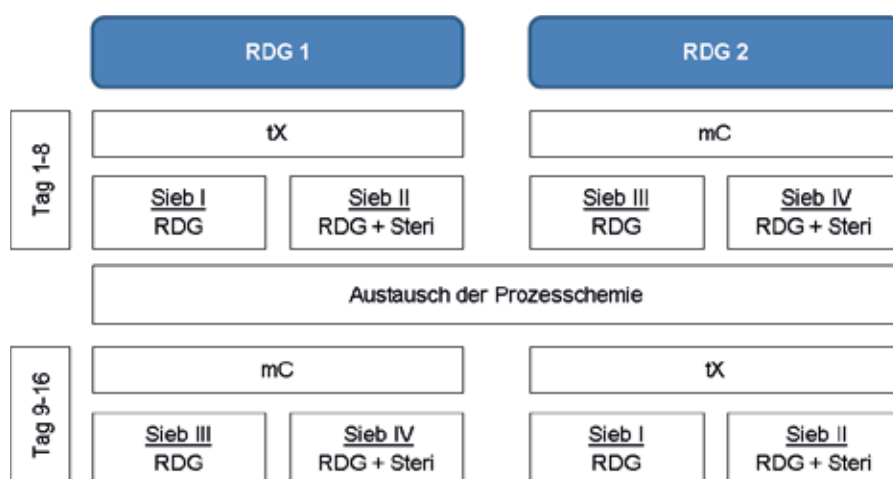 RDG 1
RDG 2
Tag 1-8
tX
mC
Sieb I
RDG
Sieb II
RDG + Steri
Sieb III
RDG
Sieb IV
RDG + Steri
Austausch der Prozesschemie
Tag 9-16
mC
tX
Sieb III
RDG
Sieb IV
RDG + Steri
Sieb I
RDG
Sieb II
RDG + Steri